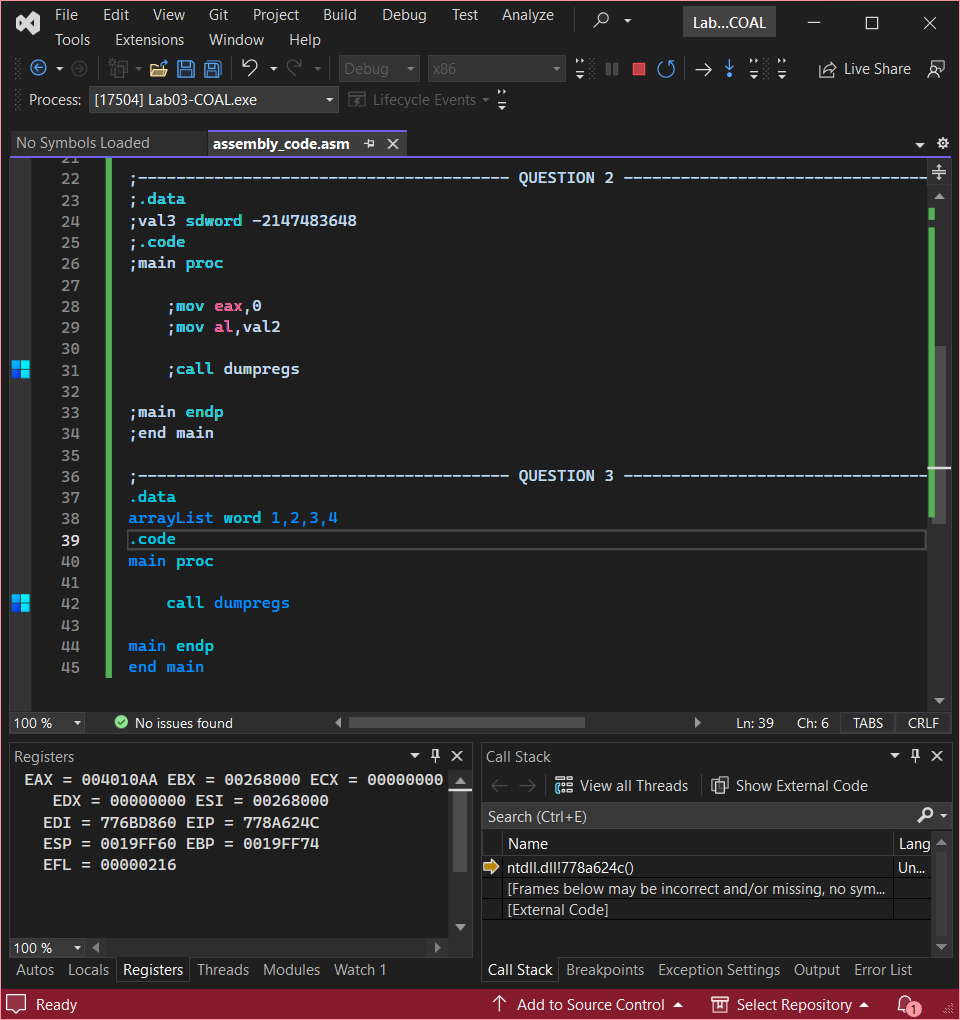 File Edit View Git Project Build Debug Test Analyze Lab...COAL
Tools Extensions Window Help
Debug x86 Live Share
Process: [17504] Lab03-COAL.exe Lifecycle Events
No Symbols Loaded assembly_code.asm
21
22 ;--------------------------------------- QUESTION 2 --------------------------------
23 ;.data
24 ;val3 sdword -2147483648
25 ;.code
26 ;main proc
27
28 ;mov eax,0
29 ;mov al,val2
30
31 ;call dumpregs
32
33 ;main endp
34 ;end main
35
36 ;--------------------------------------- QUESTION 3 --------------------------------
37 .data
38 arrayList word 1,2,3,4
39 .code
40 main proc
41
42 call dumpregs
43
44 main endp
45 end main
100 % No issues found Ln: 39 Ch: 6 TABS CRLF
Registers
EAX = 004010AA EBX = 00268000 ECX = 00000000
EDX = 00000000 ESI = 00268000
EDI = 776BD860 EIP = 778A624C
ESP = 0019FF60 EBP = 0019FF74
EFL = 00000216
100 %
Autos Locals Registers Threads Modules Watch 1
Call Stack
View all Threads Show External Code
Search (Ctrl+E)
Name Lang
ntdll.dll!778a624c() Un...
[Frames below may be incorrect and/or missing, no sym...
[External Code]
Call Stack Breakpoints Exception Settings Output Error List
Ready Add to Source Control Select Repository 1